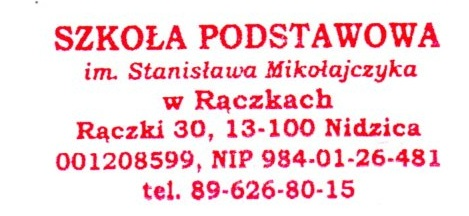 SZKOŁA PODSTAWOWA
im. Stanisława Mikołajczyka
w Rączkach
Rączki 30, 13-100 Nidzica
001208599, NIP 984-01-26-481
tel. 89-626-80-15